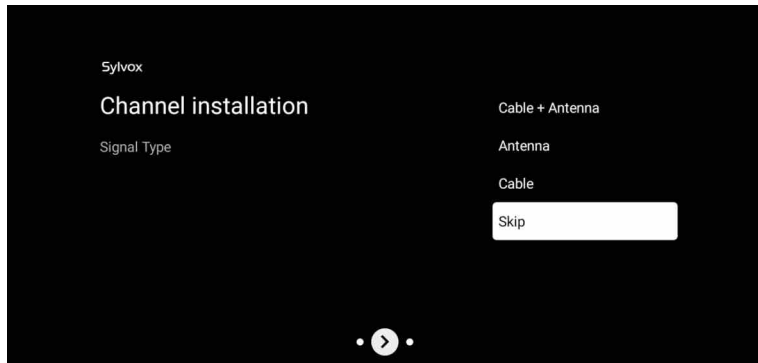 Sylvox
Channel installation
Signal Type
Cable + Antenna
Antenna
Cable
Skip